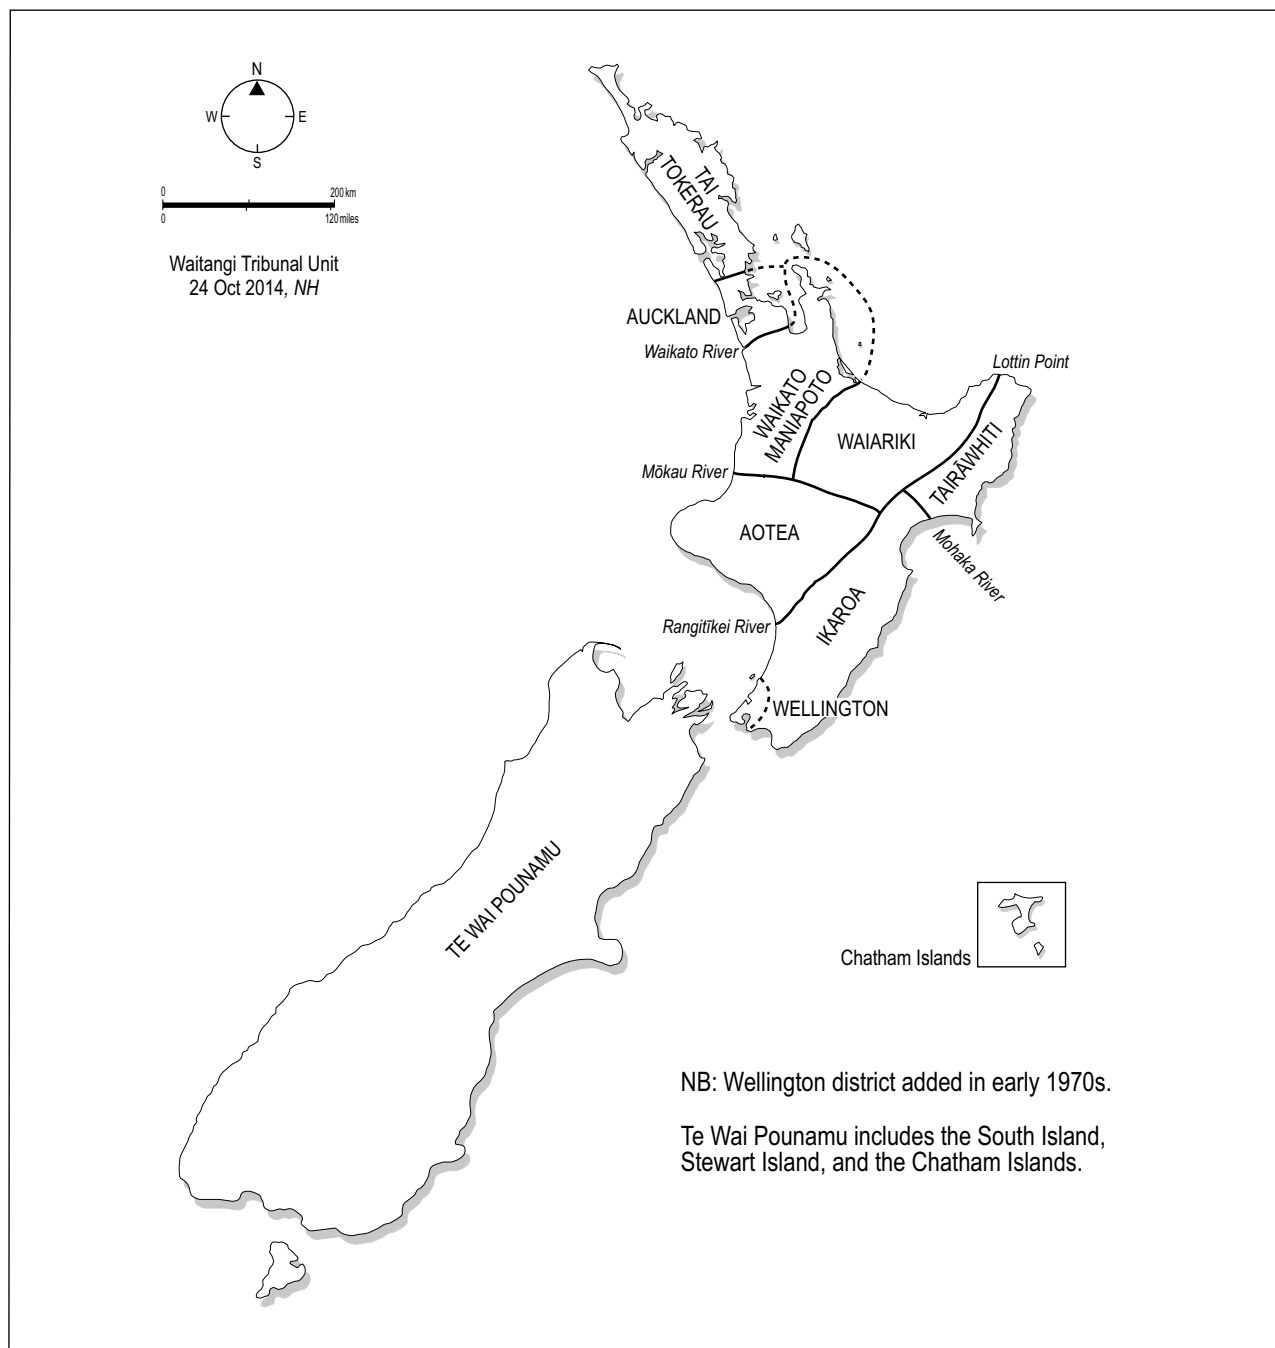 N
W
E
S
0
200 km
0
120 miles
Waitangi Tribunal Unit
24 Oct 2014, NH
TAI
TOKERAU
AUCKLAND
Waikato River
Lottin Point
WAIKATO
MANIAPOTO
WAIARIKI
TAIRĀWHITI
Mōkau River
AOTEA
Mohaka River
IKAROA
Rangitīkei River
WELLINGTON
TE WAI POUNAMU
Chatham Islands
NB: Wellington district added in early 1970s.
Te Wai Pounamu includes the South Island,
Stewart Island, and the Chatham Islands.